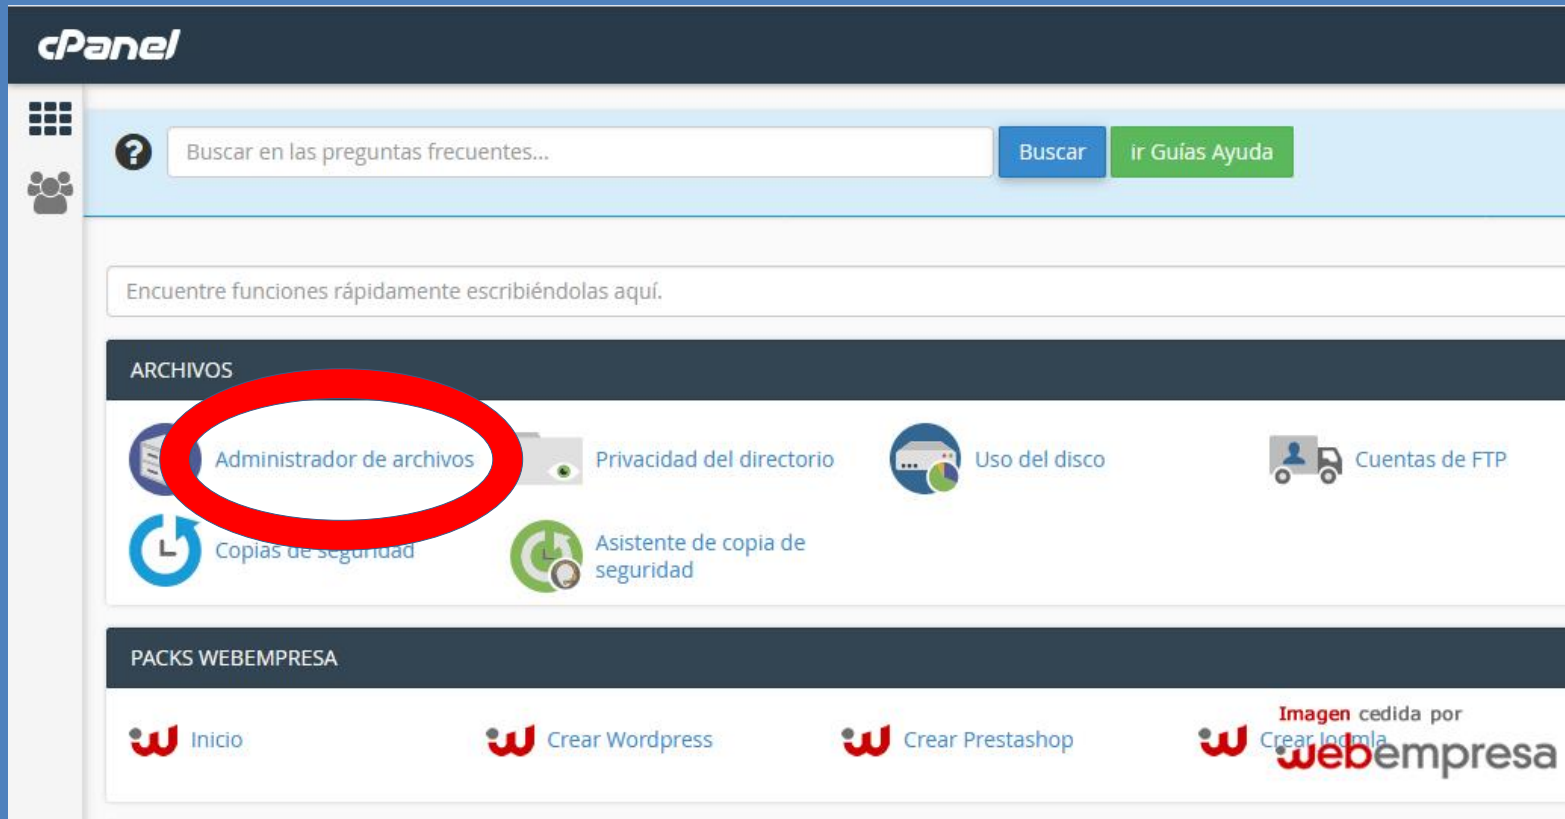 cPanel
Buscar en las preguntas frecuentes...
Buscar
ir Guías Ayuda
Encuentre funciones rápidamente escribiéndolas aquí.
ARCHIVOS
Administrador de archivos
Privacidad del directorio
Uso del disco
Cuentas de FTP
Copias de seguridad
Asistente de copia de
seguridad
PACKS WEBEMPRESA
Inicio
Crear Wordpress
Crear Prestashop
Crear Joomla
Imagen cedida por
webempresa